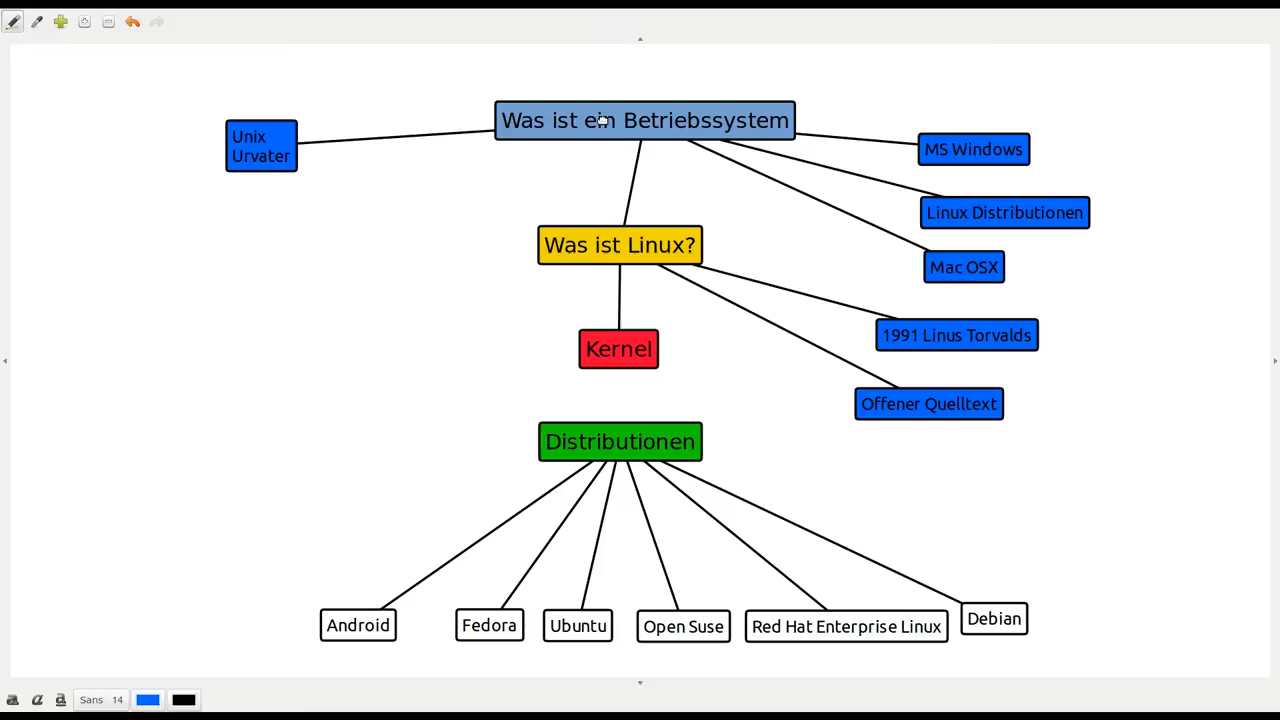 Was ist ein Betriebssystem
Unix
Urvater
MS Windows
Linux Distributionen
Was ist Linux?
Mac OSX
1991 Linus Torvalds
Kernel
Offener Quelltext
Distributionen
Android
Fedora
Ubuntu
Open Suse
Red Hat Enterprise Linux
Debian
a a a Sans 14